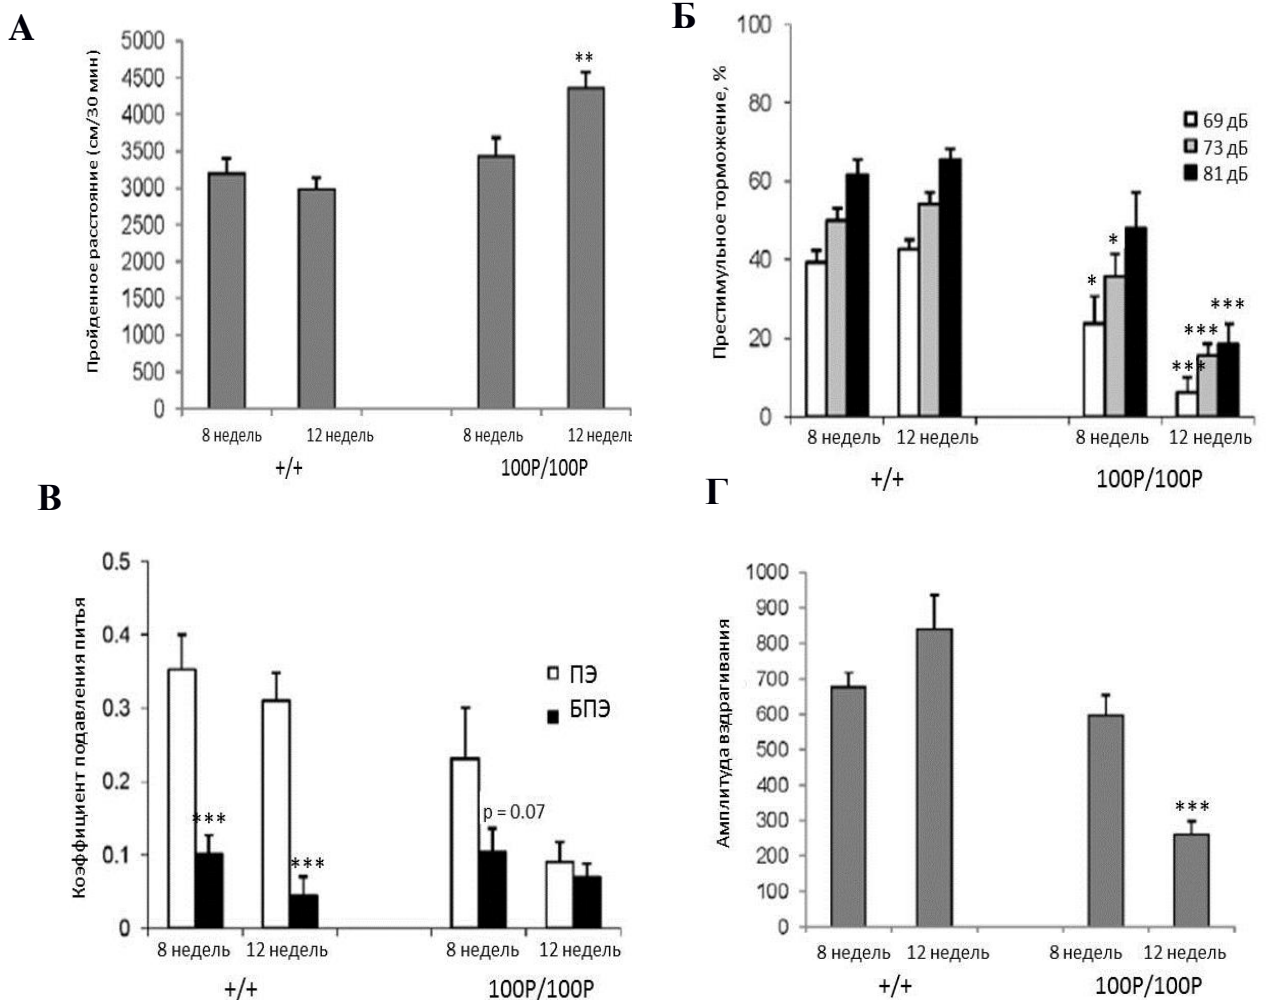 А
Пройденное расстояние (см/30 мин)
5000
4500
4000
3500
3000
2500
2000
1500
1000
500
0
**
8 недель
12 недель
8 недель
12 недель
+/+
100P/100P
Б
Престимульное торможение, %
100
80
60
40
20
0
69 дБ
73 дБ
81 дБ
*
*
***
***
***
8 недель
12 недель
8 недель
12 недель
+/+
100P/100P
В
Коэффициент подавления питья
0.5
0.4
0.3
0.2
0.1
0
ПЭ
БПЭ
***
***
p = 0.07
8 недель
12 недель
8 недель
12 недель
+/+
100P/100P
Г
Амплитуда вздрагивания
1000
900
800
700
600
500
400
300
200
100
0
***
8 недель
12 недель
8 недель
12 недель
+/+
100P/100P